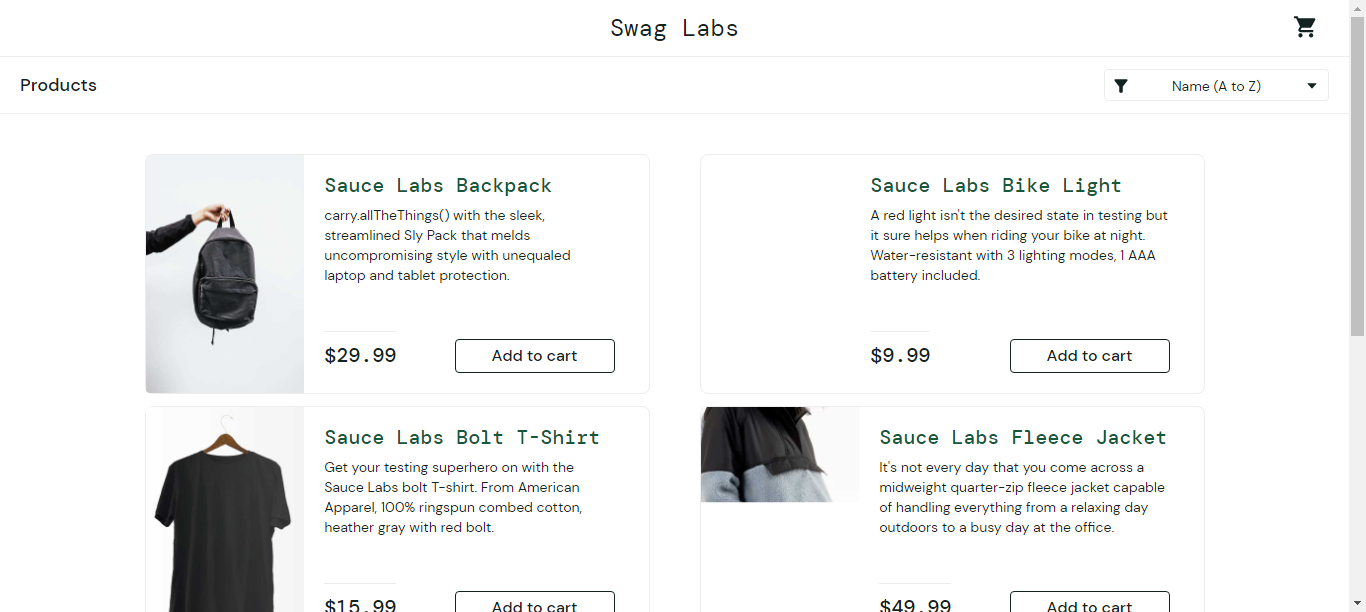 Swag Labs
Products
Name (A to Z)
Sauce Labs Backpack
carry.allTheThings() with the sleek,
streamlined Sly Pack that melds
uncompromising style with unequaled
laptop and tablet protection.
$29.99
Add to cart
Sauce Labs Bike Light
A red light isn't the desired state in testing but
it sure helps when riding your bike at night.
Water-resistant with 3 lighting modes, 1 AAA
battery included.
$9.99
Add to cart
Sauce Labs Bolt T-Shirt
Get your testing superhero on with the
Sauce Labs bolt T-shirt. From American
Apparel, 100% ringspun combed cotton,
heather gray with red bolt.
$15.99
Add to cart
Sauce Labs Fleece Jacket
It's not every day that you come across a
midweight quarter-zip fleece jacket capable
of handling everything from a relaxing day
outdoors to a busy day at the office.
$49.99
Add to cart